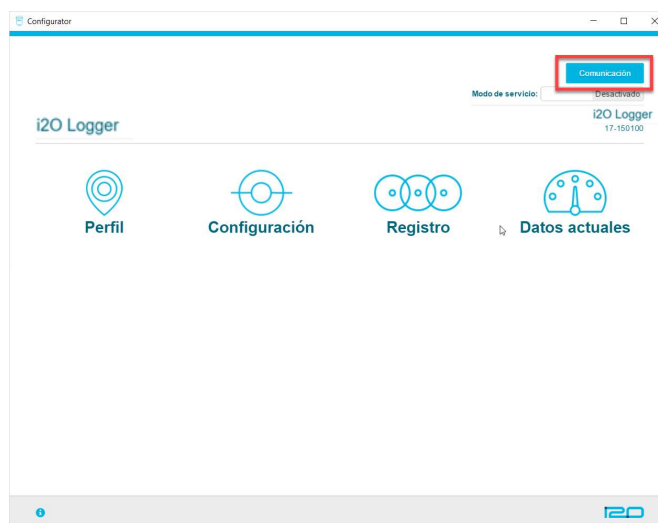 Configurator
Comunicación
Modo de servicio: Desactivado
i2O Logger
i2O Logger
17-150100
Perfil
Configuración
Registro
Datos actuales
i2O